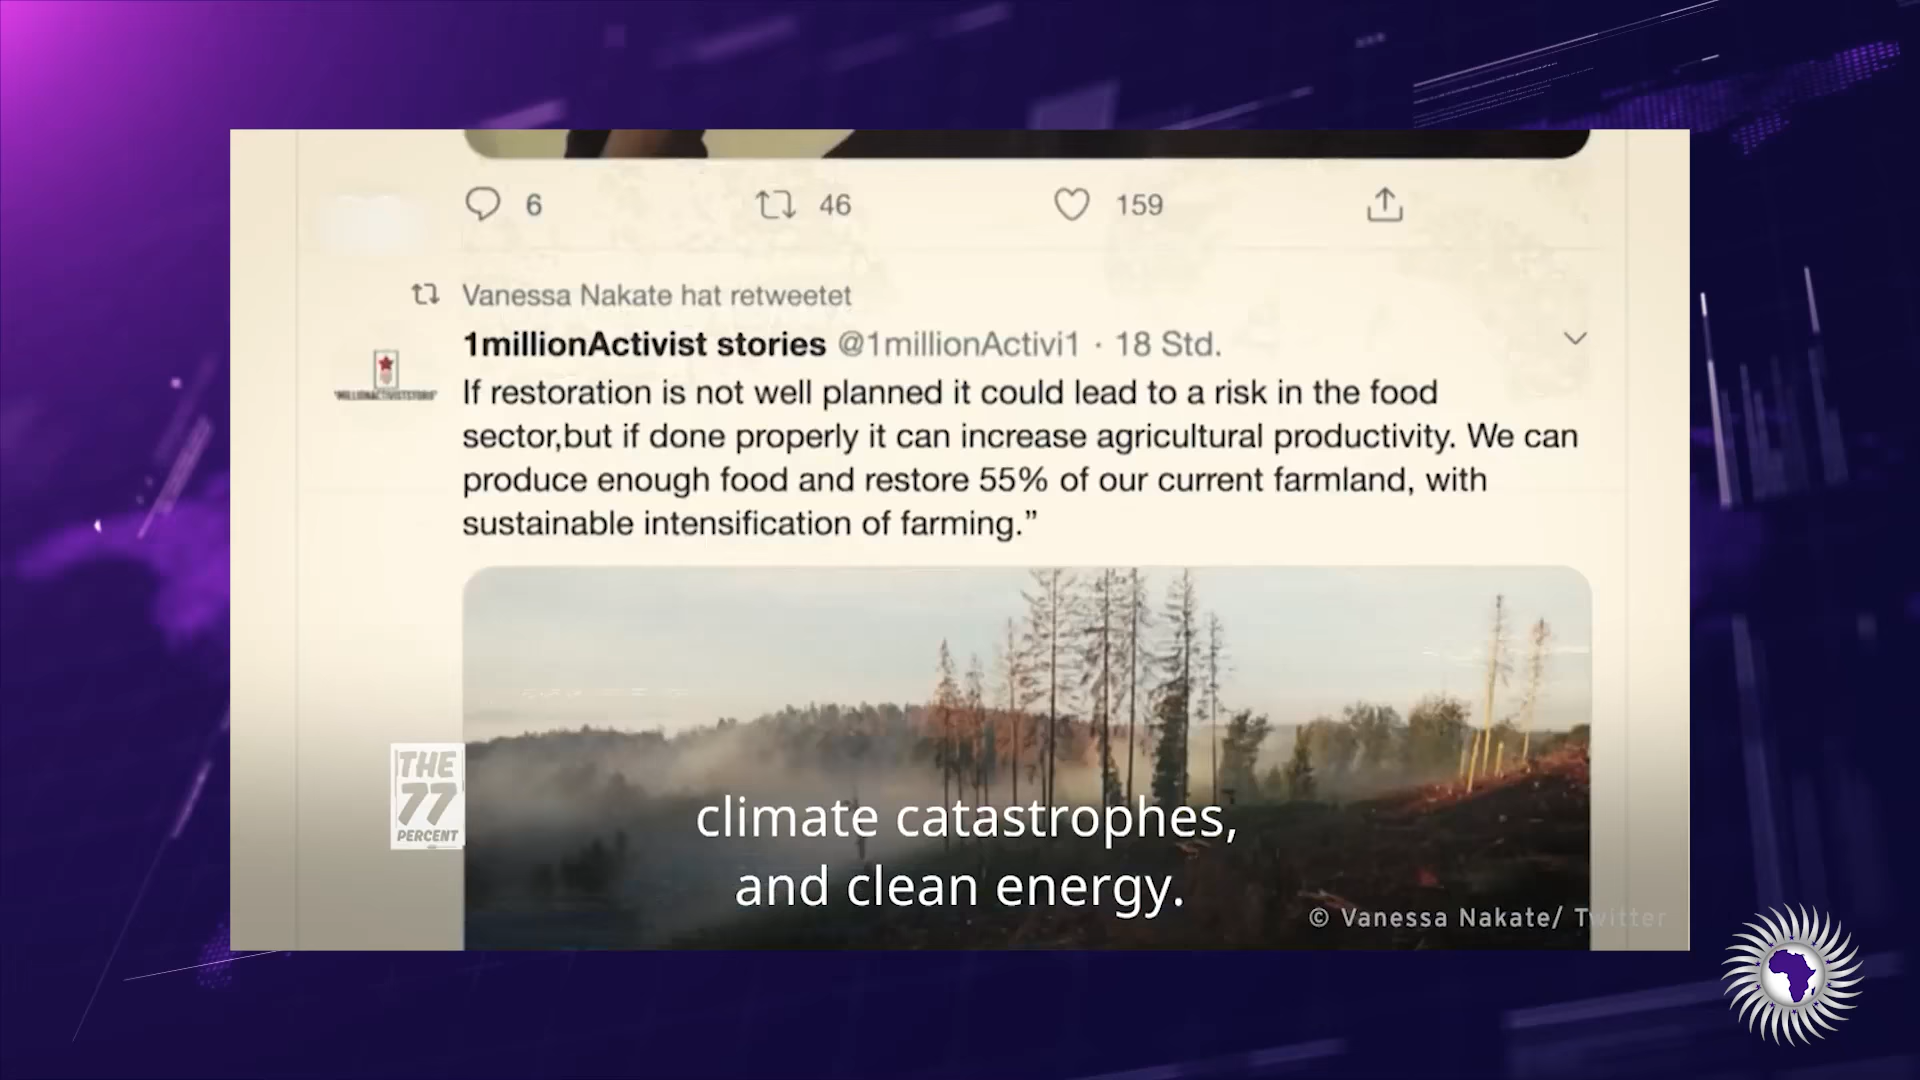 6
46
159
Vanessa Nakate hat retweetet
1millionActivist stories @1millionActivi1 · 18 Std.
If restoration is not well planned it could lead to a risk in the food
sector,but if done properly it can increase agricultural productivity. We can
produce enough food and restore 55% of our current farmland, with
sustainable intensification of farming.”
THE
77
PERCENT
climate catastrophes,
and clean energy.
© Vanessa Nakate/ Twitter